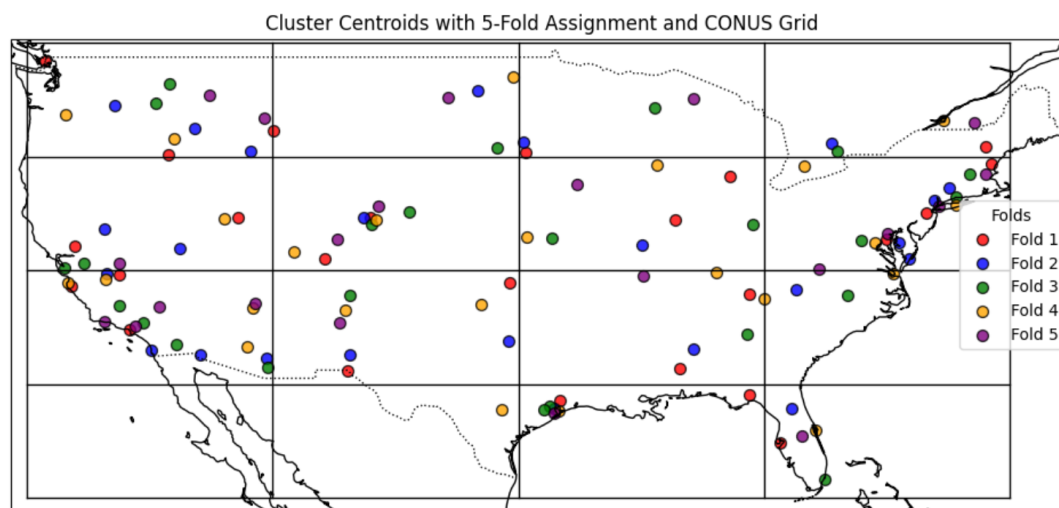 Cluster Centroids with 5-Fold Assignment and CONUS Grid
Folds
Fold 1
Fold 2
Fold 3
Fold 4
Fold 5